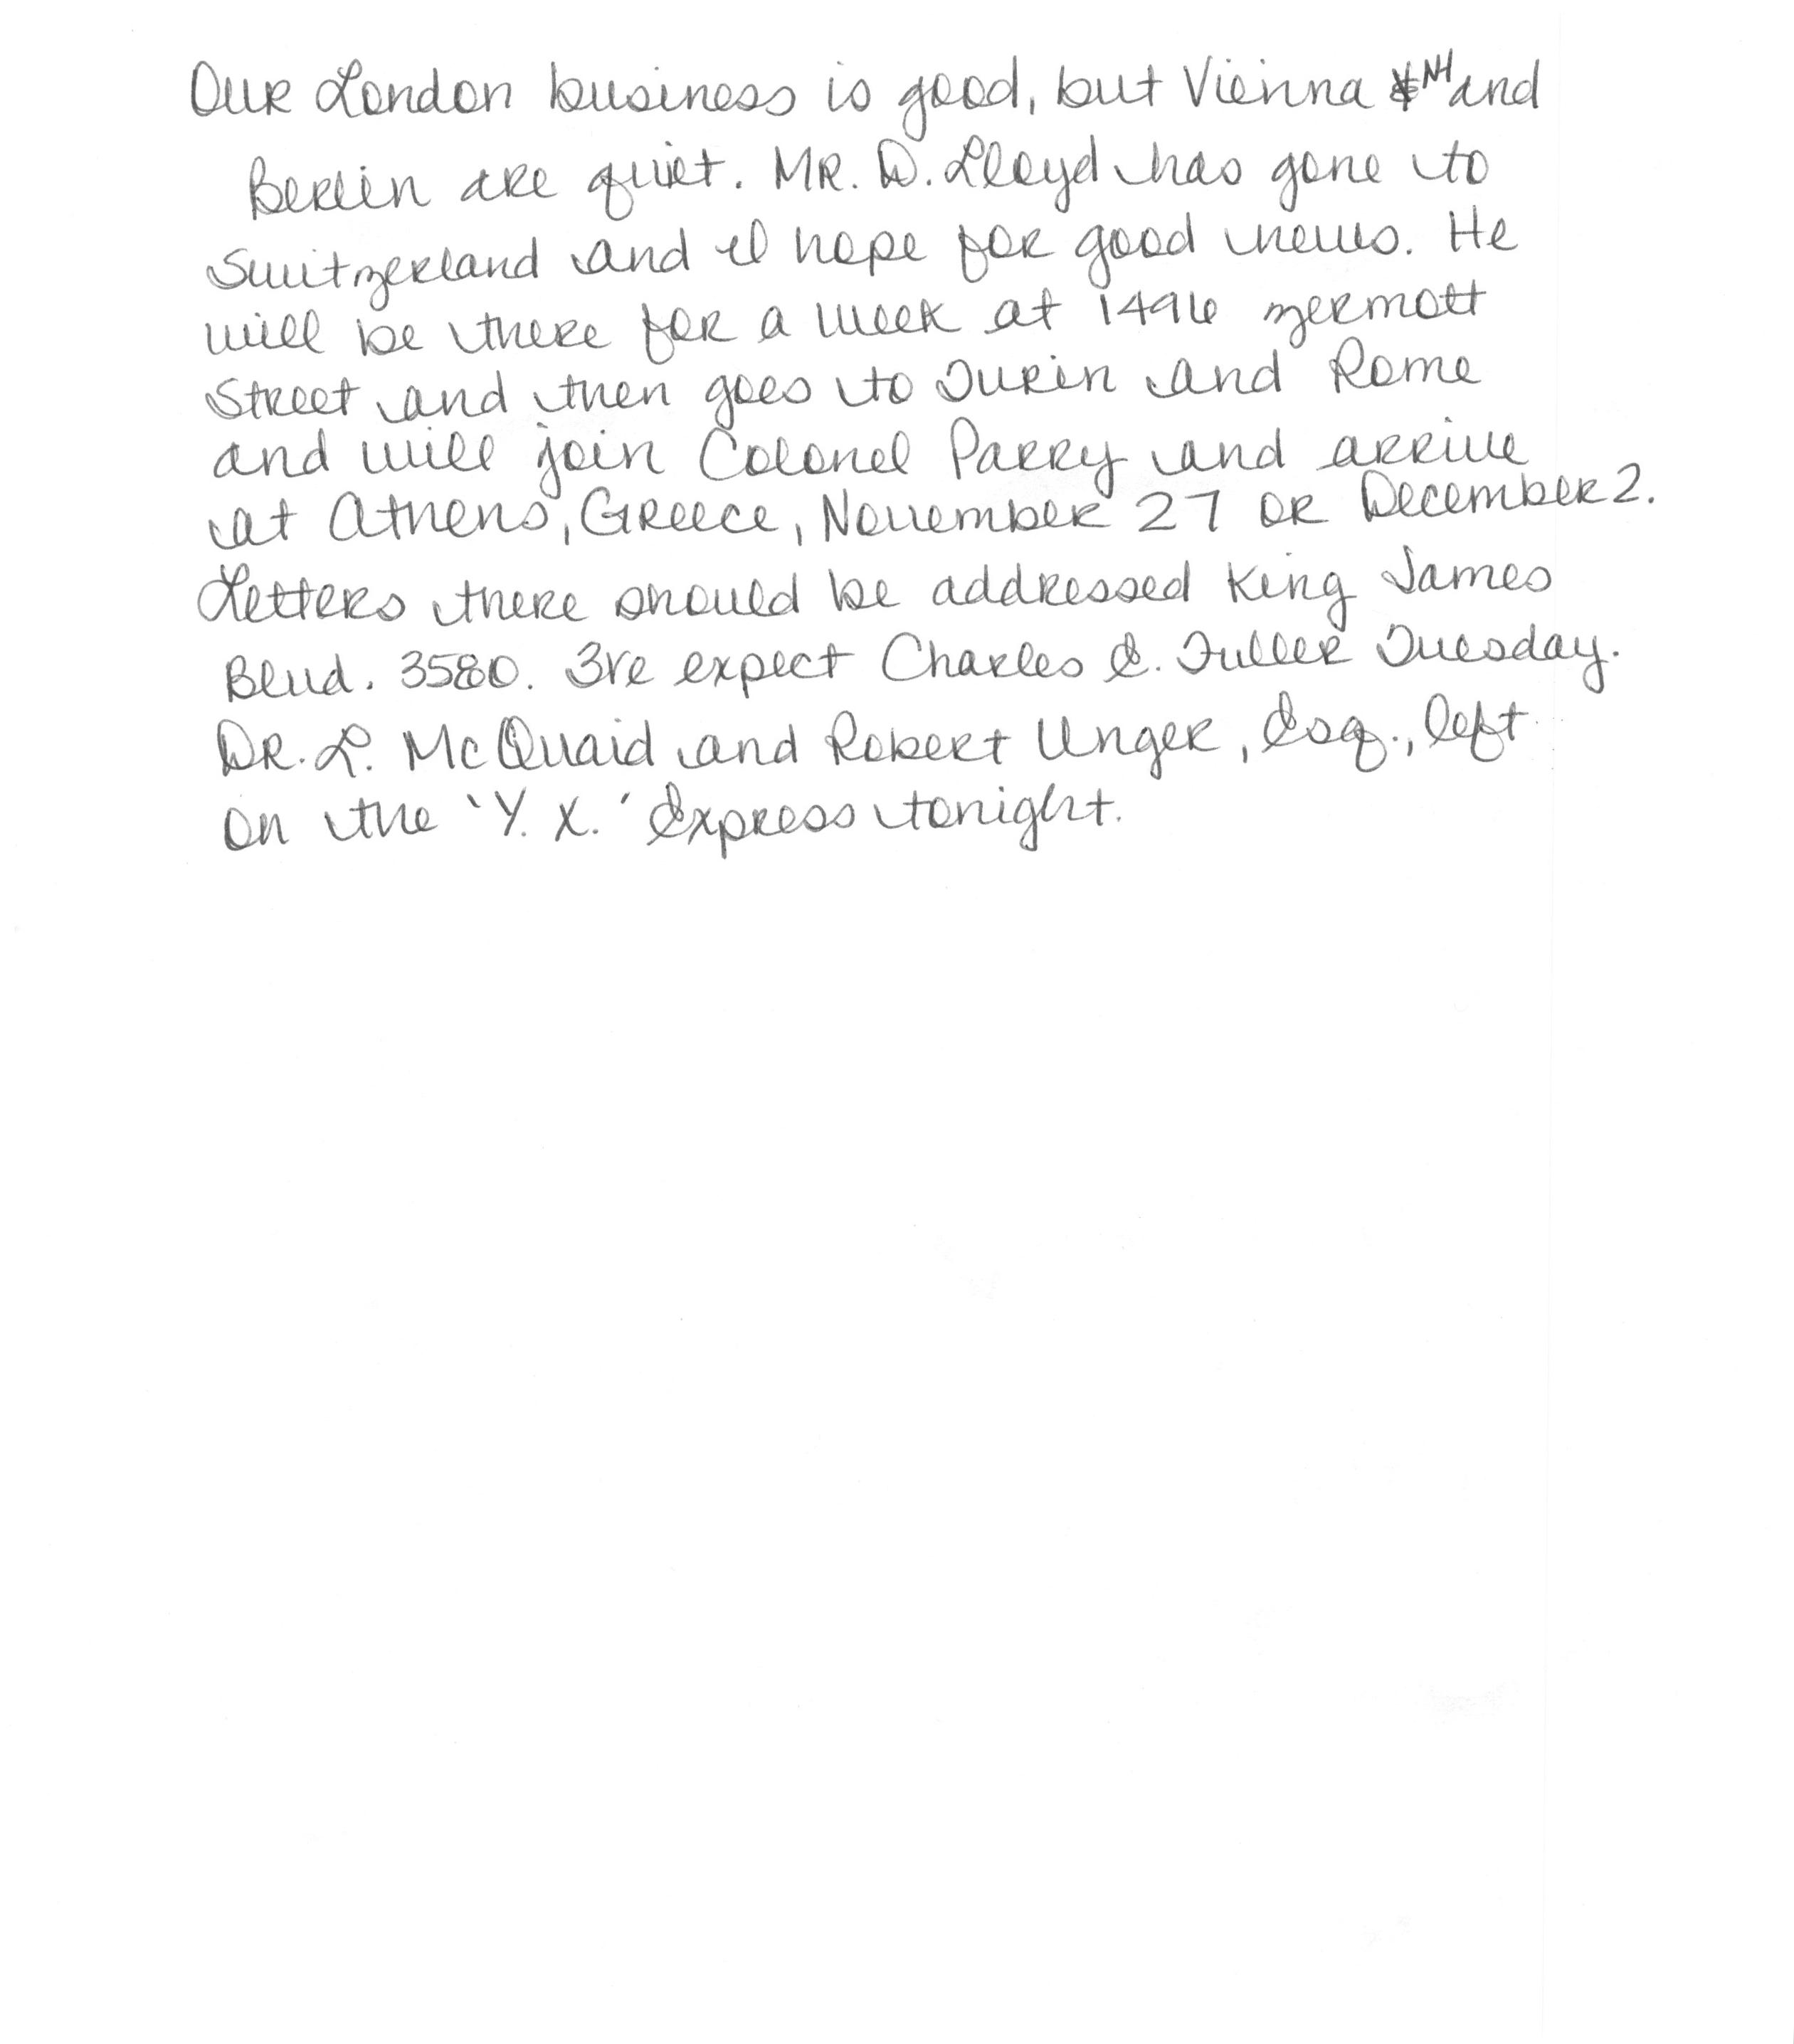 Our London business is good, but Vienna NH and
Berlin are quiet. Mr. D. Lloyd has gone to
Switzerland and I hope for good news. He
will be there for a week at 1496 Zermott
Street and then goes to Turin and Rome
and will join Colonel Parry and arrive
at Athens, Greece, November 27 or December 2.
Letters there should be addressed King James
Blvd. 3580. We expect Charles E. Fuller Tuesday.
Dr. L. McQuaid and Robert Unger, Esq., left
on the 'Y. X.' Express tonight.